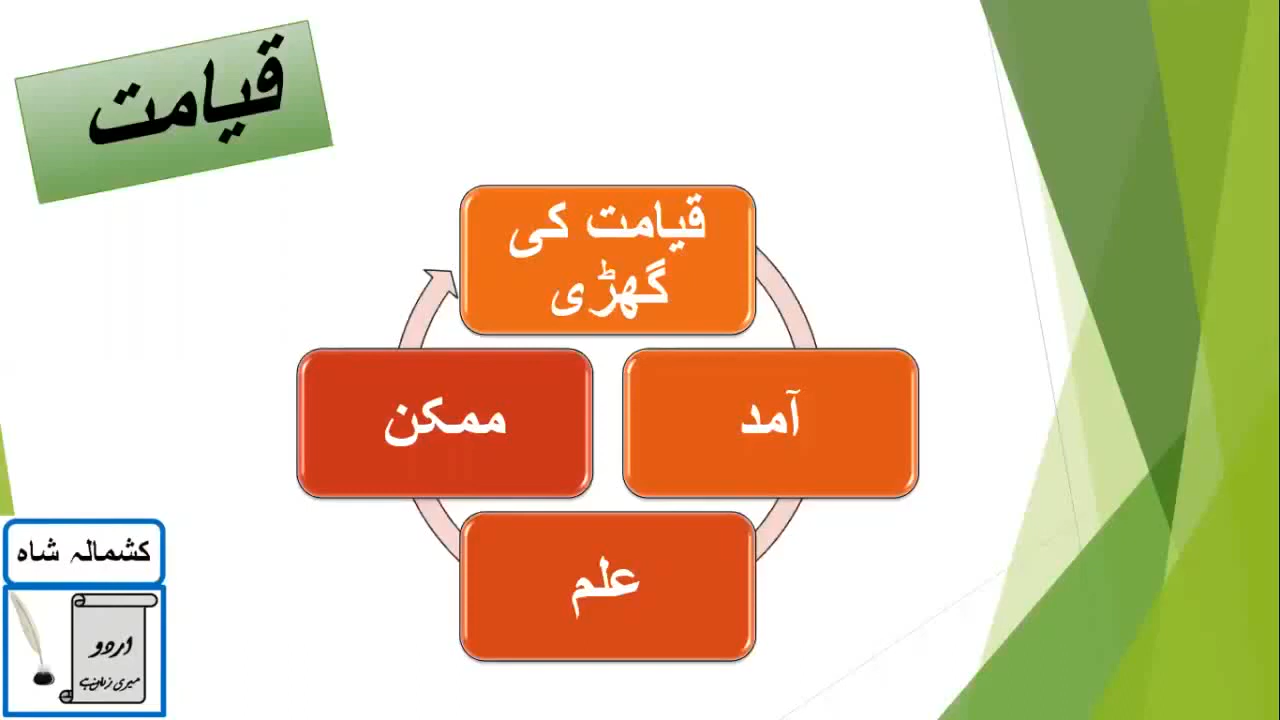 قیامت
قیامت کی
گھڑی
آمد
ممکن
علم
کشمالہ شاہ
اردو
میری زبان ہے